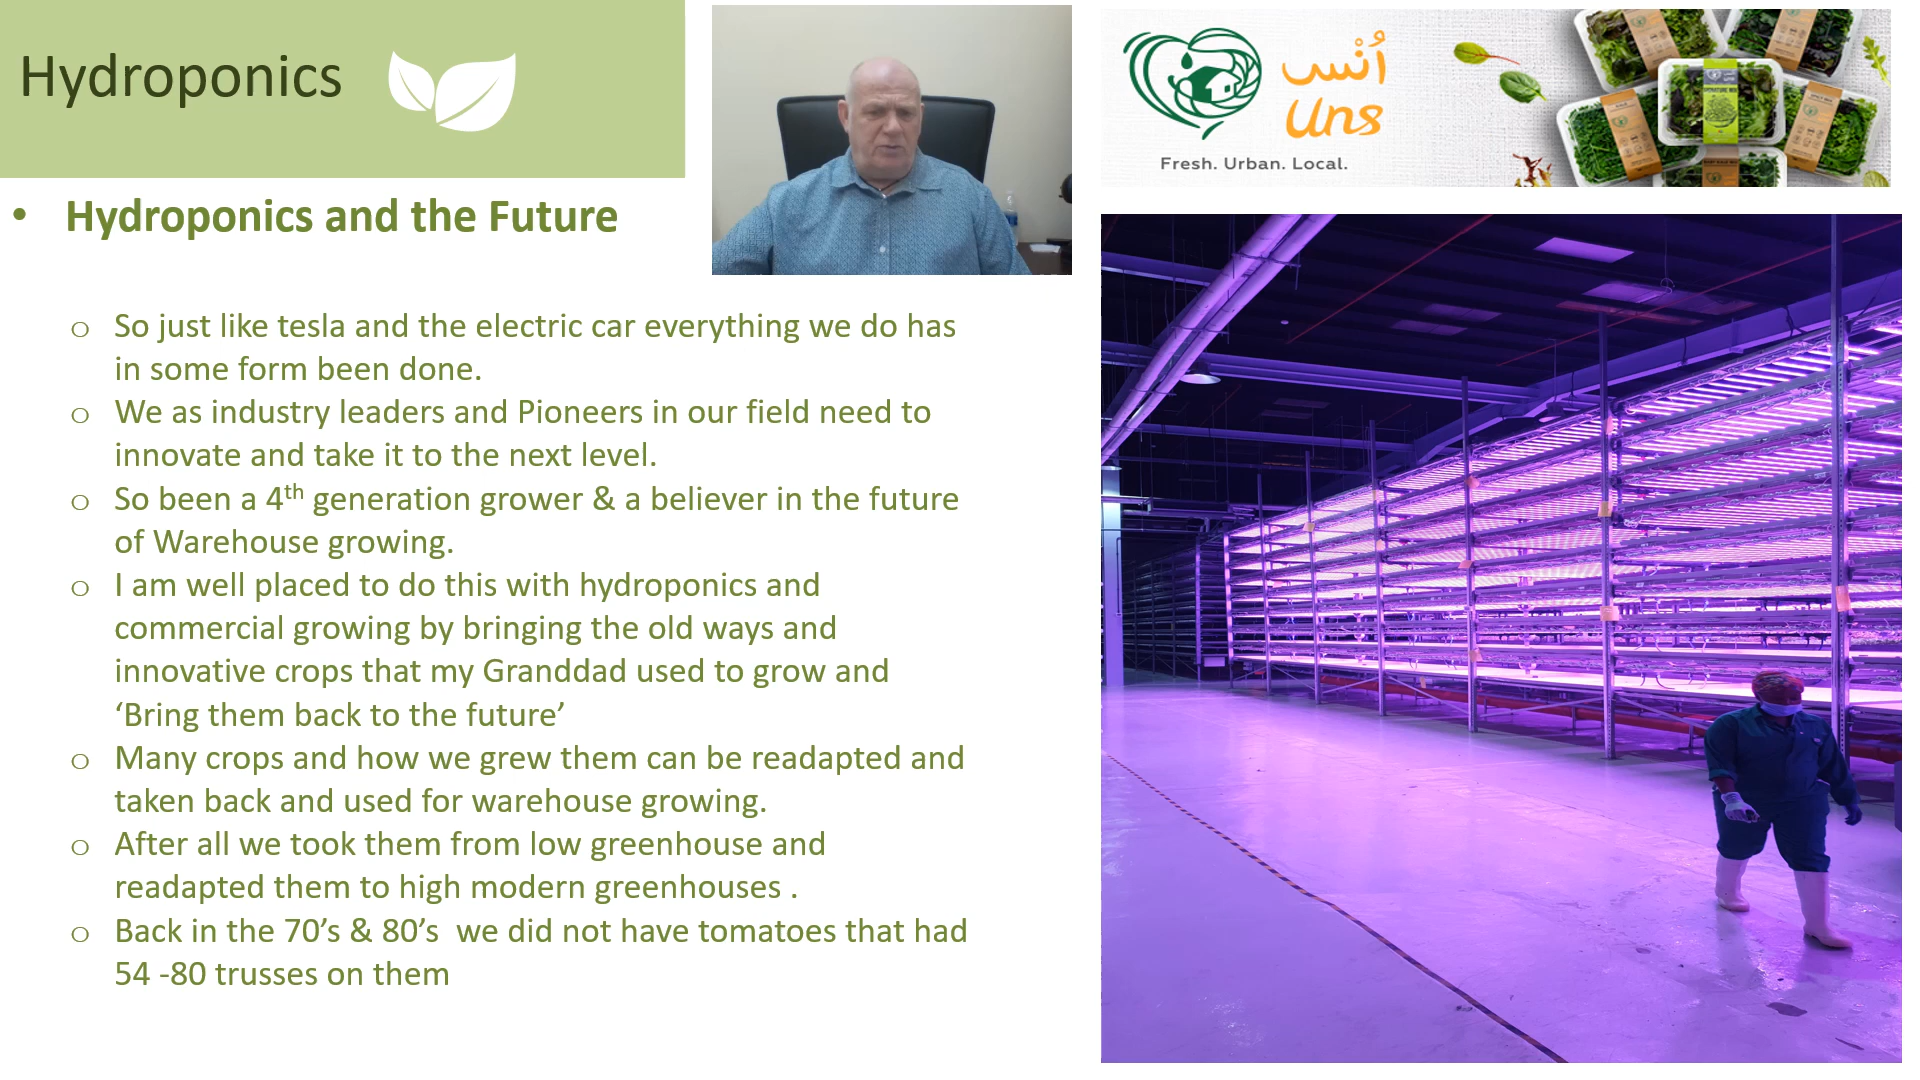 Hydroponics
أُنْس
Uns
Fresh. Urban. Local.
• Hydroponics and the Future
o So just like tesla and the electric car everything we do has
in some form been done.
o We as industry leaders and Pioneers in our field need to
innovate and take it to the next level.
o So been a 4th generation grower & a believer in the future
of Warehouse growing.
o I am well placed to do this with hydroponics and
commercial growing by bringing the old ways and
innovative crops that my Granddad used to grow and
‘Bring them back to the future’
o Many crops and how we grew them can be readapted and
taken back and used for warehouse growing.
o After all we took them from low greenhouse and
readapted them to high modern greenhouses .
o Back in the 70’s & 80’s  we did not have tomatoes that had
54 -80 trusses on them